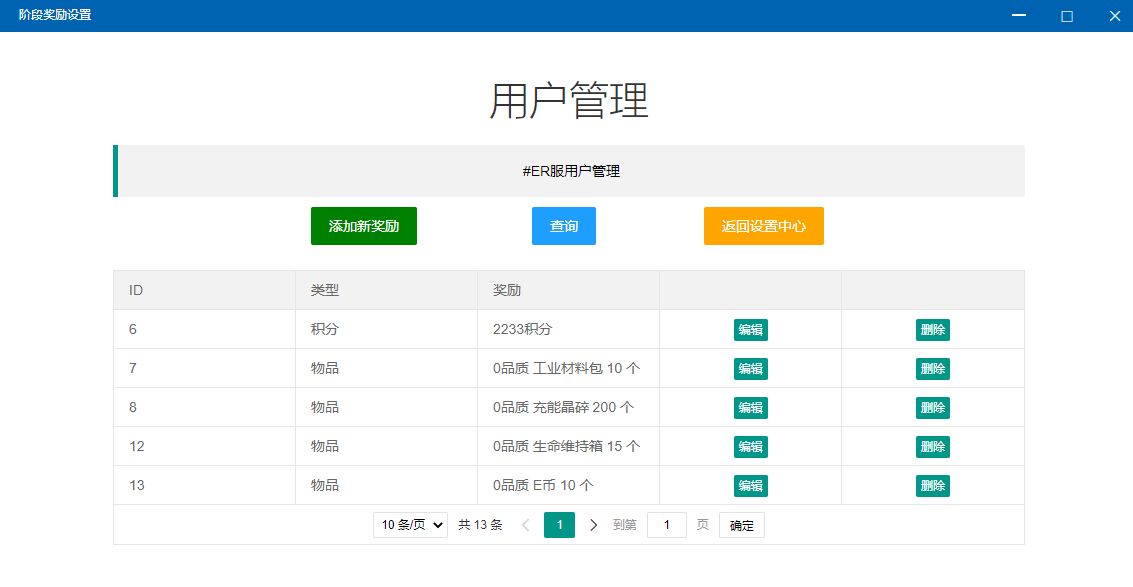 阶段奖励设置
用户管理
#ER服用户管理
添加新奖励 查询 返回设置中心
ID 类型 奖励
6 积分 2233积分 编辑 删除
7 物品 0品质 工业材料包 10 个 编辑 删除
8 物品 0品质 充能晶碎 200 个 编辑 删除
12 物品 0品质 生命维持箱 15 个 编辑 删除
13 物品 0品质 E币 10 个 编辑 删除
10 条/页 共 13 条 1 到第 1 页 确定